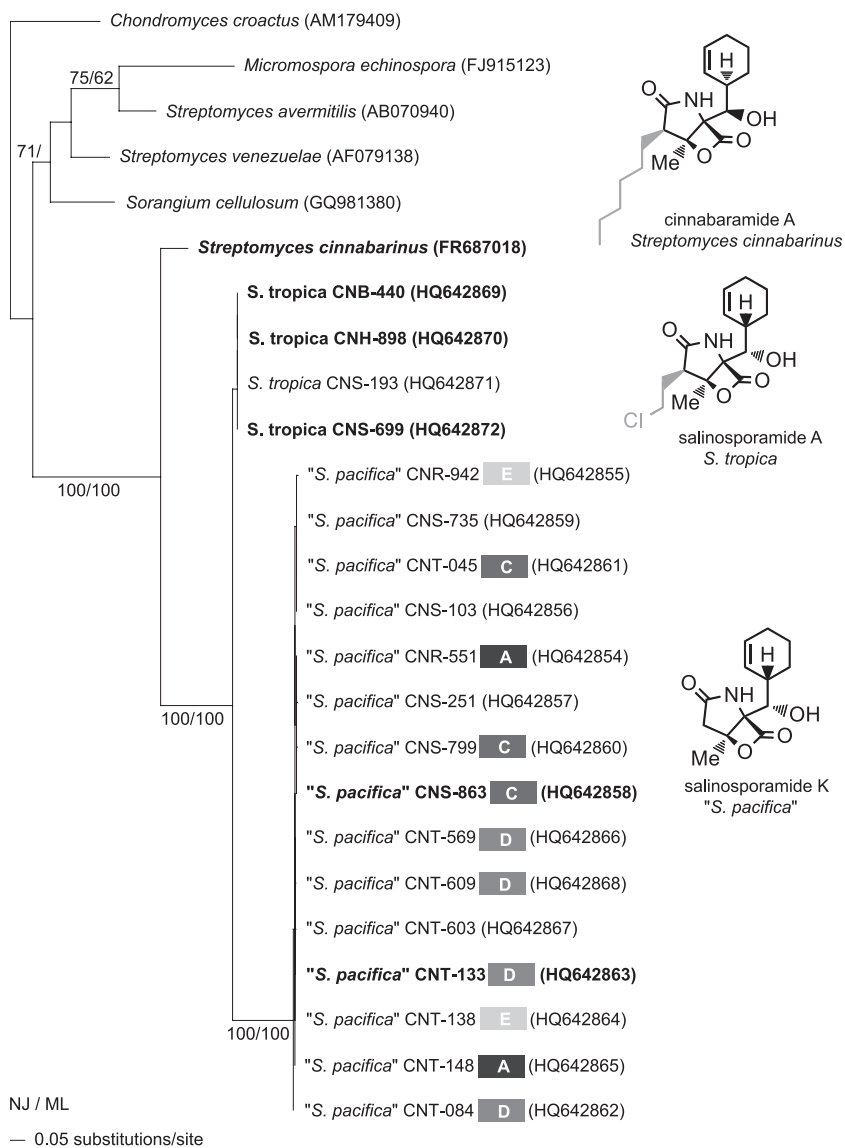 Chondromyces croactus (AM179409)
75/62
Micromospora echinospora (FJ915123)
Streptomyces avermitilis (AB070940)
71/
Streptomyces venezuelae (AF079138)
Sorangium cellulosum (GQ981380)
Streptomyces cinnabarinus (FR687018)
S. tropica CNB-440 (HQ642869)
S. tropica CNH-898 (HQ642870)
S. tropica CNS-193 (HQ642871)
S. tropica CNS-699 (HQ642872)
100/100
"S. pacifica" CNR-942 E (HQ642855)
"S. pacifica" CNS-735 (HQ642859)
"S. pacifica" CNT-045 C (HQ642861)
"S. pacifica" CNS-103 (HQ642856)
"S. pacifica" CNR-551 A (HQ642854)
"S. pacifica" CNS-251 (HQ642857)
100/100
"S. pacifica" CNS-799 C (HQ642860)
"S. pacifica" CNS-863 C (HQ642858)
"S. pacifica" CNT-569 D (HQ642866)
"S. pacifica" CNT-609 D (HQ642868)
"S. pacifica" CNT-603 (HQ642867)
"S. pacifica" CNT-133 D (HQ642863)
"S. pacifica" CNT-138 E (HQ642864)
100/100
"S. pacifica" CNT-148 A (HQ642865)
"S. pacifica" CNT-084 D (HQ642862)
NJ / ML
0.05 substitutions/site
H
O
NH
OH
Me
O
O
cinnabaramide A
Streptomyces cinnabarinus
H
O
NH
OH
Me
O
O
Cl
salinosporamide A
S. tropica
H
O
NH
OH
Me
O
O
salinosporamide K
"S. pacifica"